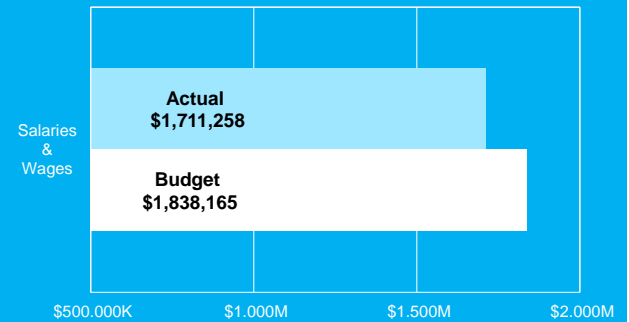 Actual
$1,711,258
Salaries
&
Wages
Budget
$1,838,165
$500.000K
$1.000M
$1.500M
$2.000M